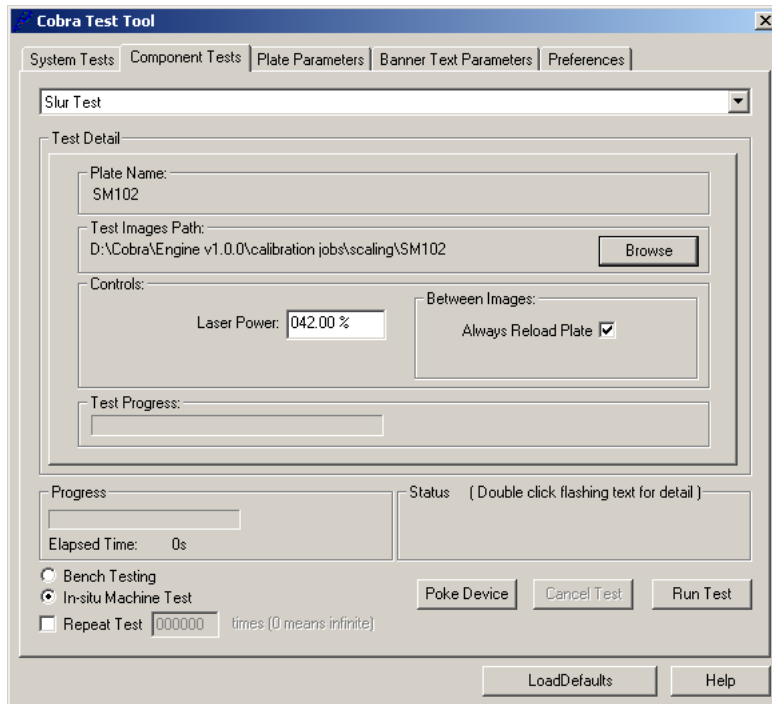 Cobra Test Tool
System Tests
Component Tests
Plate Parameters
Banner Text Parameters
Preferences
Slur Test
Test Detail
Plate Name:
SM102
Test Images Path:
D:\Cobra\Engine v1.0.0\calibration jobs\scaling\SM102
Browse
Controls:
Laser Power: 042.00 %
Between Images:
Always Reload Plate
Test Progress:
Progress
Elapsed Time: 0s
Status ( Double click flashing text for detail )
Bench Testing
In-situ Machine Test
Repeat Test 000000 times (0 means infinite)
Poke Device
Cancel Test
Run Test
LoadDefaults
Help